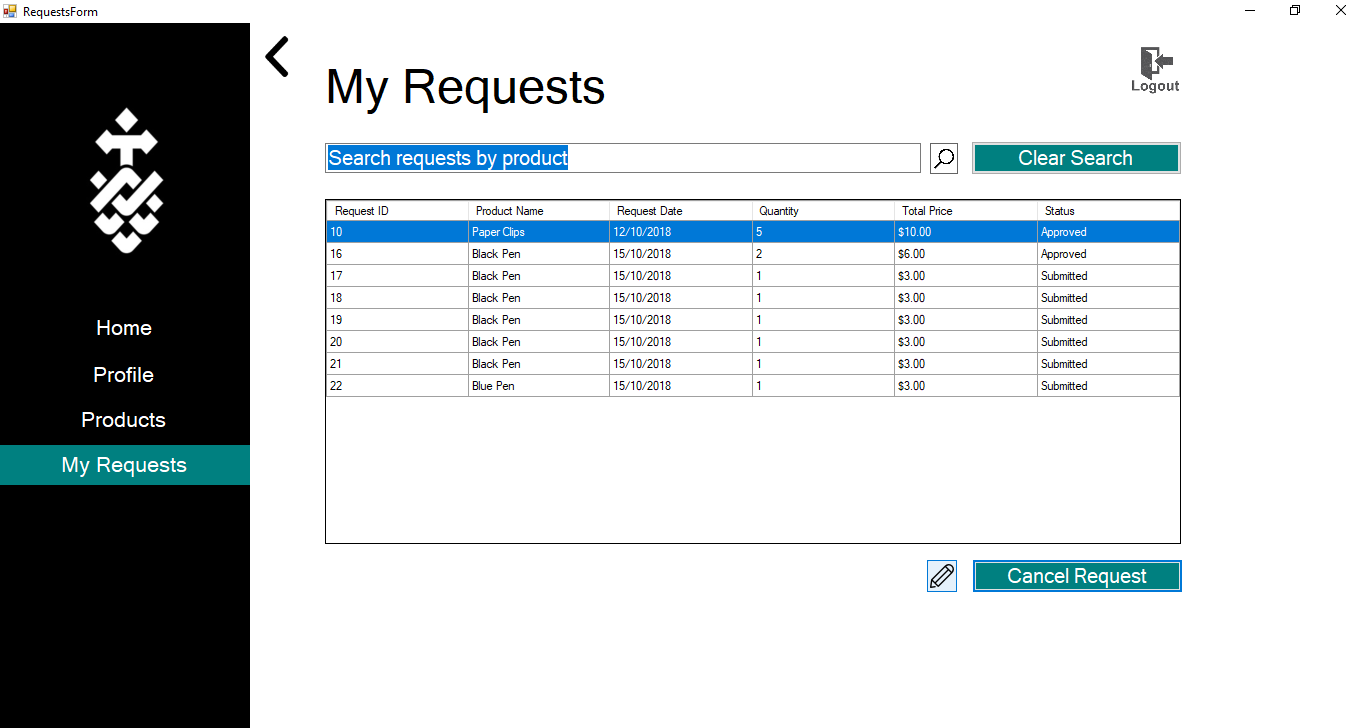 RequestsForm
Logout
My Requests
Search requests by product
Clear Search
Request ID Product Name Request Date Quantity Total Price Status
10 Paper Clips 12/10/2018 5 $10.00 Approved
16 Black Pen 15/10/2018 2 $6.00 Approved
17 Black Pen 15/10/2018 1 $3.00 Submitted
18 Black Pen 15/10/2018 1 $3.00 Submitted
19 Black Pen 15/10/2018 1 $3.00 Submitted
20 Black Pen 15/10/2018 1 $3.00 Submitted
21 Black Pen 15/10/2018 1 $3.00 Submitted
22 Blue Pen 15/10/2018 1 $3.00 Submitted
Home
Profile
Products
My Requests
Cancel Request